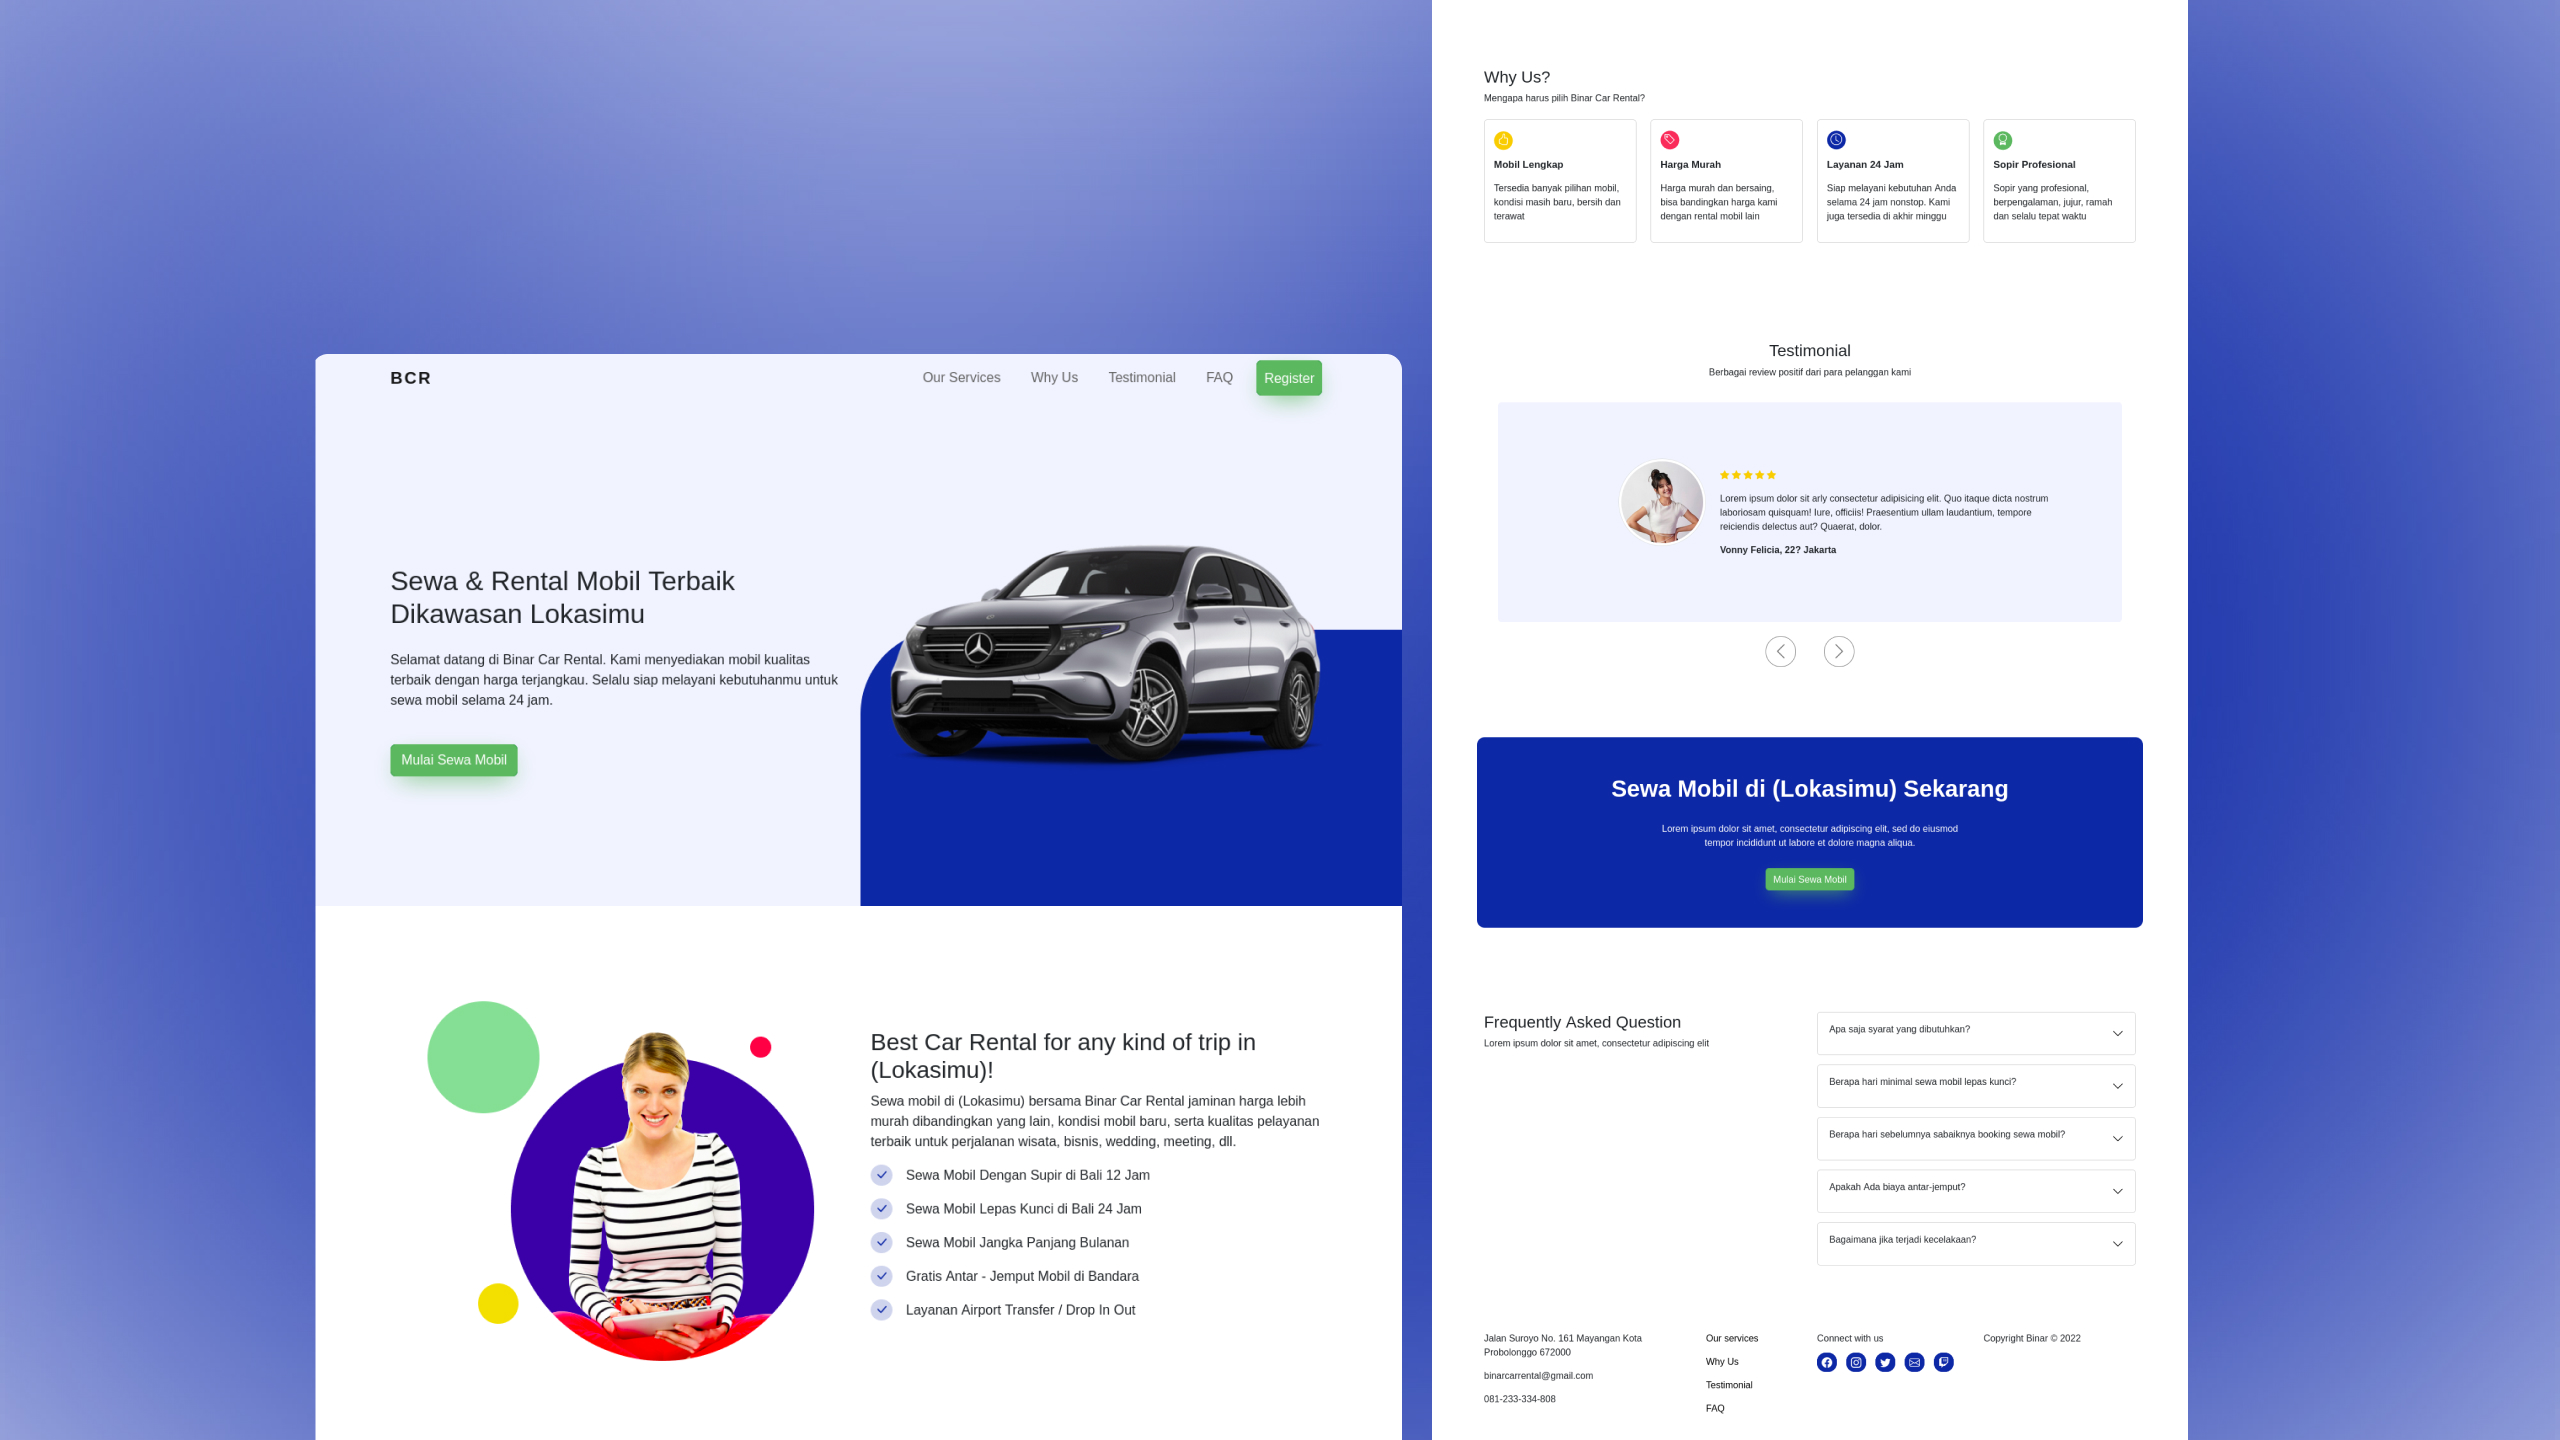 BCR
Our Services
Why Us
Testimonial
FAQ
Register
Sewa & Rental Mobil Terbaik
Dikawasan Lokasimu
Selamat datang di Binar Car Rental. Kami menyediakan mobil kualitas
terbaik dengan harga terjangkau. Selalu siap melayani kebutuhanmu untuk
sewa mobil selama 24 jam.
Mulai Sewa Mobil
Best Car Rental for any kind of trip in
(Lokasimu)!
Sewa mobil di (Lokasimu) bersama Binar Car Rental jaminan harga lebih
murah dibandingkan yang lain, kondisi mobil baru, serta kualitas pelayanan
terbaik untuk perjalanan wisata, bisnis, wedding, meeting, dll.
Sewa Mobil Dengan Supir di Bali 12 Jam
Sewa Mobil Lepas Kunci di Bali 24 Jam
Sewa Mobil Jangka Panjang Bulanan
Gratis Antar - Jemput Mobil di Bandara
Layanan Airport Transfer / Drop In Out
Why Us?
Mengapa harus pilih Binar Car Rental?
Mobil Lengkap
Tersedia banyak pilihan mobil,
kondisi masih baru, bersih dan
terawat
Harga Murah
Harga murah dan bersaing,
bisa bandingkan harga kami
dengan rental mobil lain
Layanan 24 Jam
Siap melayani kebutuhan Anda
selama 24 jam nonstop. Kami
juga tersedia di akhir minggu
Sopir Profesional
Sopir yang profesional,
berpengalaman, jujur, ramah
dan selalu tepat waktu
Testimonial
Berbagai review positif dari para pelanggan kami
Lorem ipsum dolor sit arly consectetur adipisicing elit. Quo itaque dicta nostrum
laboriosam quisquam! Iure, officiis! Praesentium ullam laudantium, tempore
reiciendis delectus aut? Quaerat, dolor.
Vonny Felicia, 22? Jakarta
Sewa Mobil di (Lokasimu) Sekarang
Lorem ipsum dolor sit amet, consectetur adipiscing elit, sed do eiusmod
tempor incididunt ut labore et dolore magna aliqua.
Mulai Sewa Mobil
Frequently Asked Question
Lorem ipsum dolor sit amet, consectetur adipiscing elit
Apa saja syarat yang dibutuhkan?
Berapa hari minimal sewa mobil lepas kunci?
Berapa hari sebelumnya sabaiknya booking sewa mobil?
Apakah Ada biaya antar-jemput?
Bagaimana jika terjadi kecelakaan?
Jalan Suroyo No. 161 Mayangan Kota
Probolonggo 672000
binarcarrental@gmail.com
081-233-334-808
Our services
Why Us
Testimonial
FAQ
Connect with us
Copyright Binar © 2022